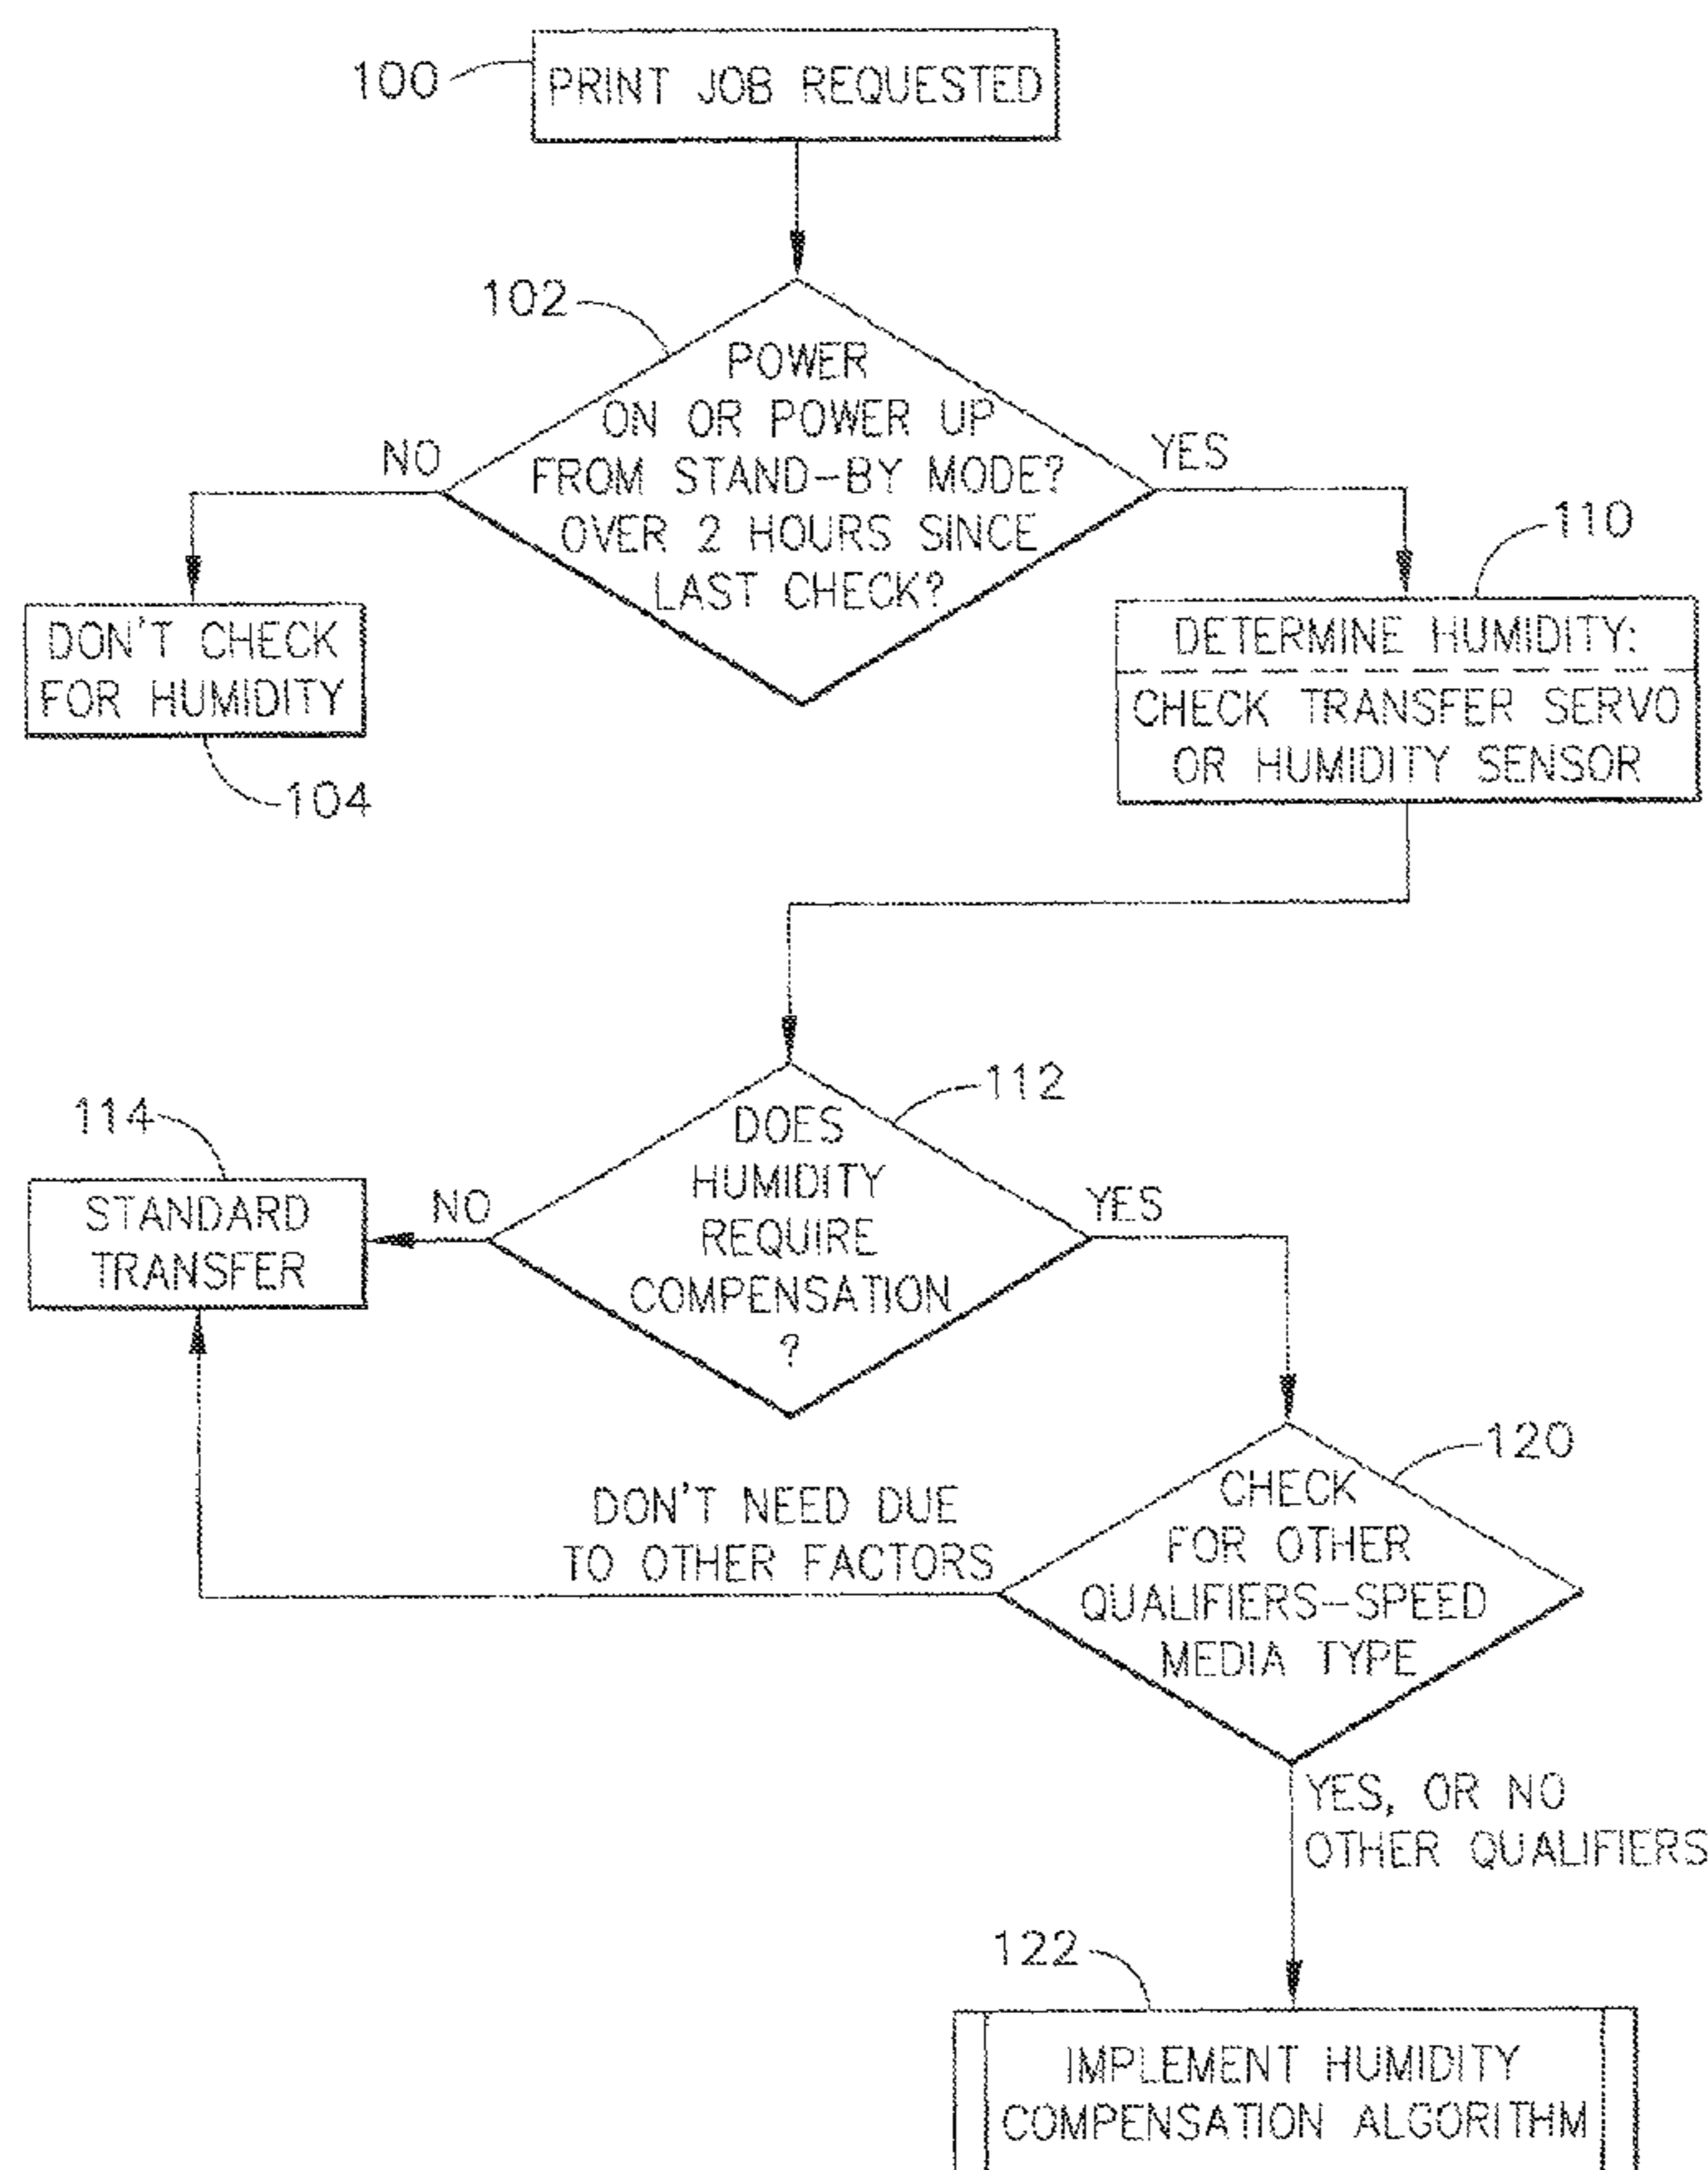 100
PRINT JOB REQUESTED
102
POWER
ON OR POWER UP
FROM STAND-BY MODE?
OVER 2 HOURS SINCE
LAST CHECK?
NO
YES
DON'T CHECK
FOR HUMIDITY
104
110
DETERMINE HUMIDITY:
CHECK TRANSFER SERVO
OR HUMIDITY SENSOR
112
DOES
HUMIDITY
REQUIRE
COMPENSATION
?
114
STANDARD
TRANSFER
NO
YES
120
CHECK
FOR OTHER
QUALIFIERS-SPEED
MEDIA TYPE
DON'T NEED DUE
TO OTHER FACTORS
YES, OR NO
OTHER QUALIFIERS
122
IMPLEMENT HUMIDITY
COMPENSATION ALGORITHM